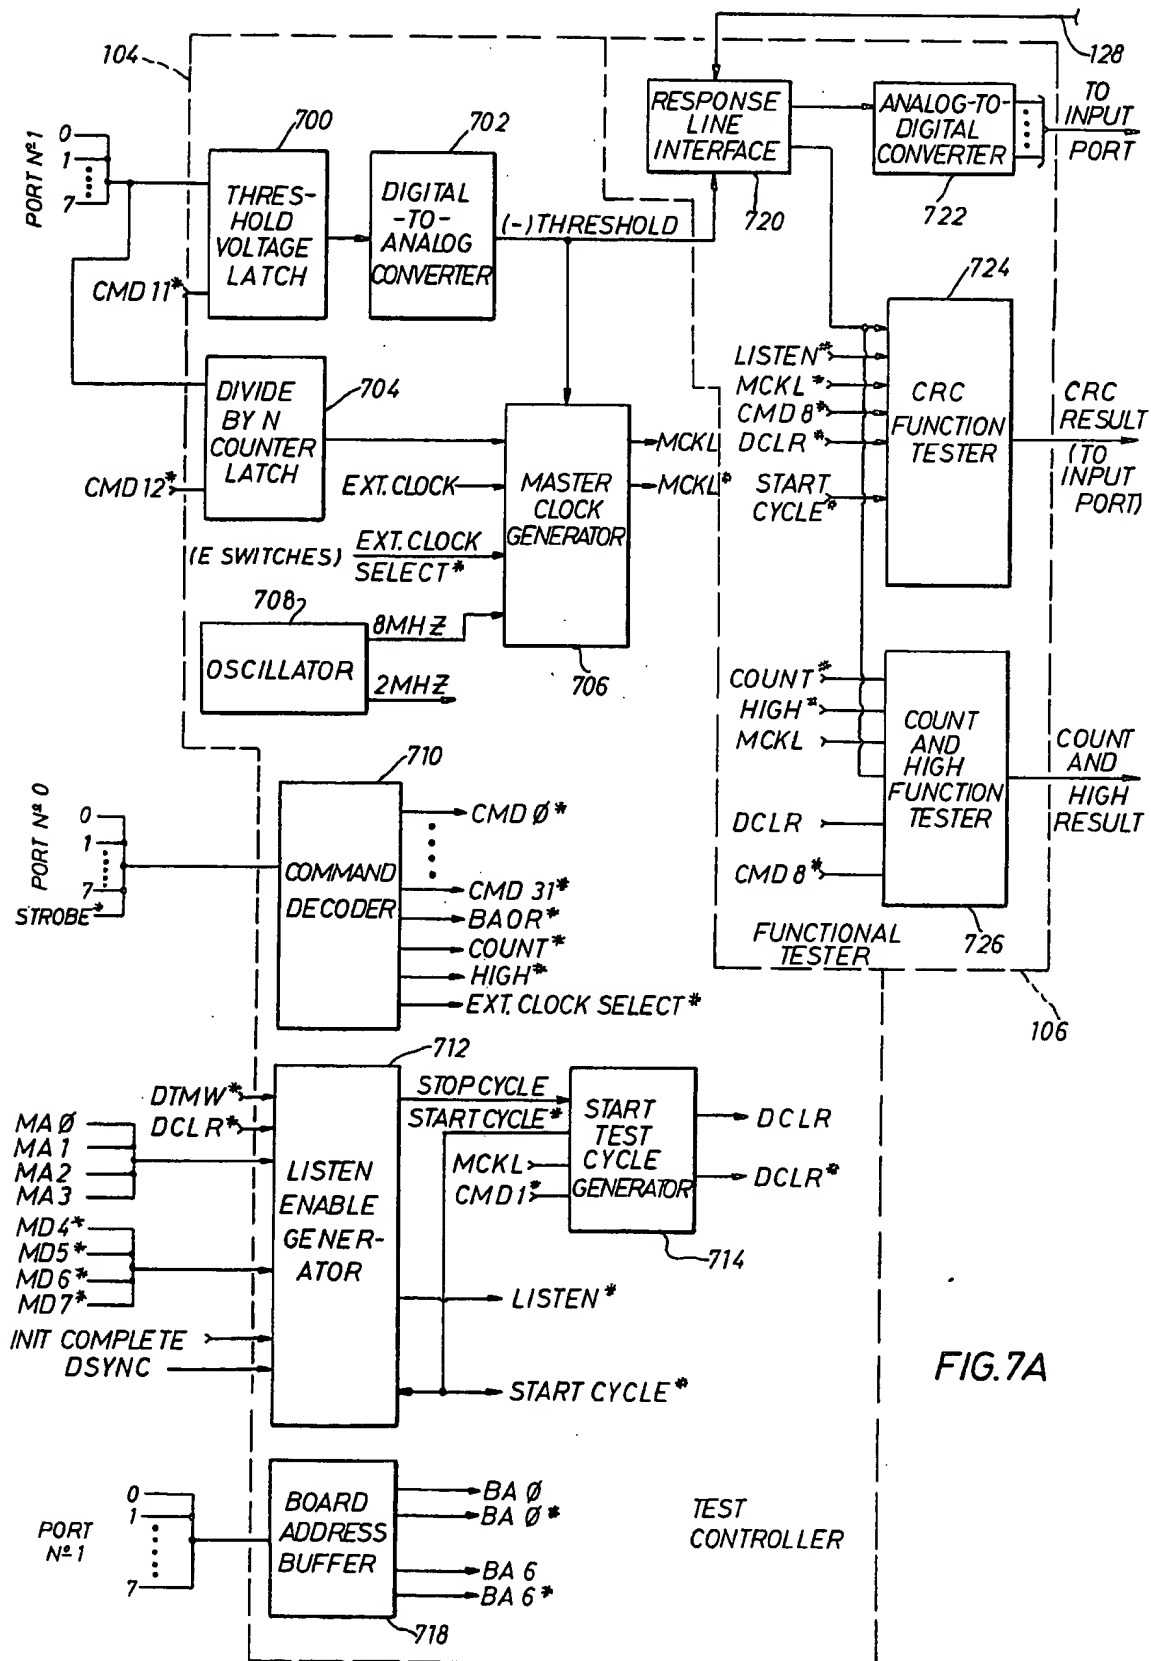 128
104
PORT Nº1
0
1
7
700
THRES-
HOLD
VOLTAGE
LATCH
CMD 11*
702
DIGITAL
-TO-
ANALOG
CONVERTER
(-) THRESHOLD
RESPONSE
LINE
INTERFACE
720
ANALOG-TO-
DIGITAL
CONVERTER
722
TO
INPUT
PORT
DIVIDE
BY N
COUNTER
LATCH
704
CMD 12*
EXT. CLOCK
(E SWITCHES)
EXT. CLOCK
SELECT*
MASTER
CLOCK
GENERATOR
706
MCKL
MCKL*
708
OSCILLATOR
8MHZ
2MHZ
724
LISTEN*
MCKL*
CMD 8*
DCLR*
START
CYCLE*
CRC
FUNCTION
TESTER
CRC
RESULT
(TO
INPUT
PORT)
COUNT*
HIGH*
MCKL
DCLR
CMD 8*
COUNT
AND
HIGH
FUNCTION
TESTER
726
COUNT
AND
HIGH
RESULT
FUNCTIONAL
TESTER
106
PORT Nº 0
0
1
7
STROBE*
710
COMMAND
DECODER
CMD Ø*
CMD 31*
BAOR*
COUNT*
HIGH*
EXT. CLOCK SELECT*
712
DTMW*
DCLR*
MA Ø
MA 1
MA 2
MA 3
MD 4*
MD 5*
MD 6*
MD 7*
INIT COMPLETE
DSYNC
LISTEN
ENABLE
GENER-
ATOR
STOP CYCLE
START CYCLE*
MCKL
CMD 1*
START
TEST
CYCLE
GENERATOR
714
DCLR
DCLR*
LISTEN*
START CYCLE*
FIG. 7A
PORT
Nº1
0
1
7
BOARD
ADDRESS
BUFFER
718
BA Ø
BA Ø*
BA 6
BA 6*
TEST
CONTROLLER